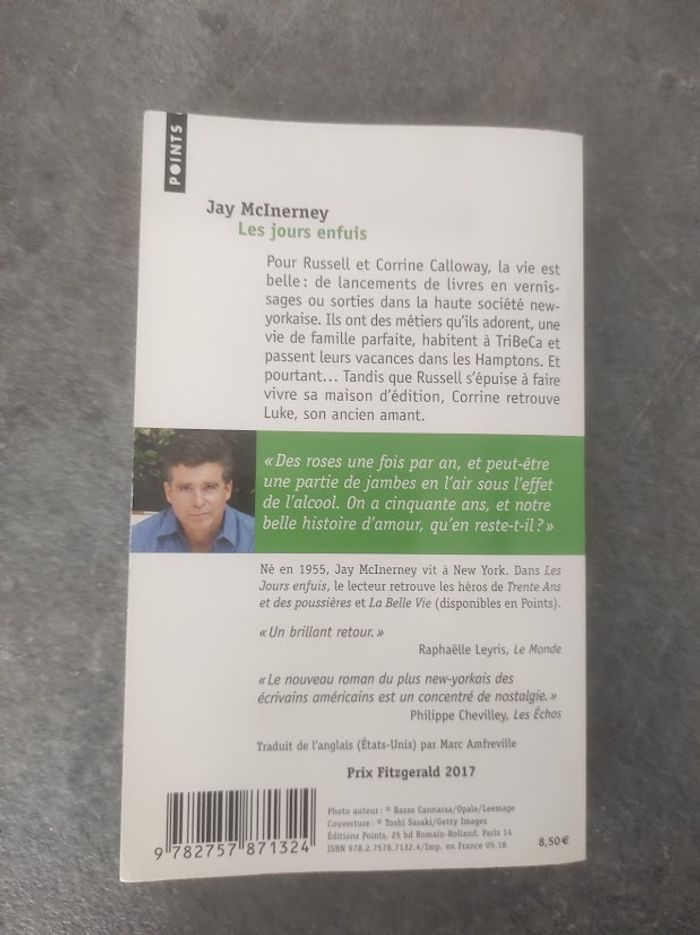 POINTS
Jay McInerney
Les jours enfuis
Pour Russell et Corrine Calloway, la vie est
belle : de lancements de livres en vernis-
sages ou sorties dans la haute société new-
yorkaise. Ils ont des métiers qu'ils adorent, une
vie de famille parfaite, habitent à TriBeCa et
passent leurs vacances dans les Hamptons. Et
pourtant… Tandis que Russell s'épuise à faire
vivre sa maison d'édition, Corrine retrouve
Luke, son ancien amant.
« Des roses une fois par an, et peut-être
une partie de jambes en l'air sous l'effet
de l'alcool. On a cinquante ans, et notre
belle histoire d'amour, qu'en reste-t-il ? »
Né en 1955, Jay McInerney vit à New York. Dans Les
Jours enfuis, le lecteur retrouve les héros de Trente Ans
et des poussières et La Belle Vie (disponibles en Points).
« Un brillant retour. »
Raphaëlle Leyris, Le Monde
« Le nouveau roman du plus new-yorkais des
écrivains américains est un concentré de nostalgie. »
Philippe Chevilley, Les Échos
Traduit de l'anglais (États-Unis) par Marc Amfreville
Prix Fitzgerald 2017
Photo auteur : © Basso Cannarsa/Opale/Leemage
Couverture : © Toshi Sasaki/Getty Images
Éditions Points, 25 bd Romain-Rolland, Paris 14
ISBN 978.2.7578.7132.4/Imp. en France 05.18
8,50 €
9 782757 871324